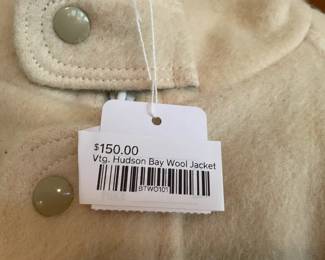 $150.00
Vtg. Hudson Bay Wool Jacket
BTWO101